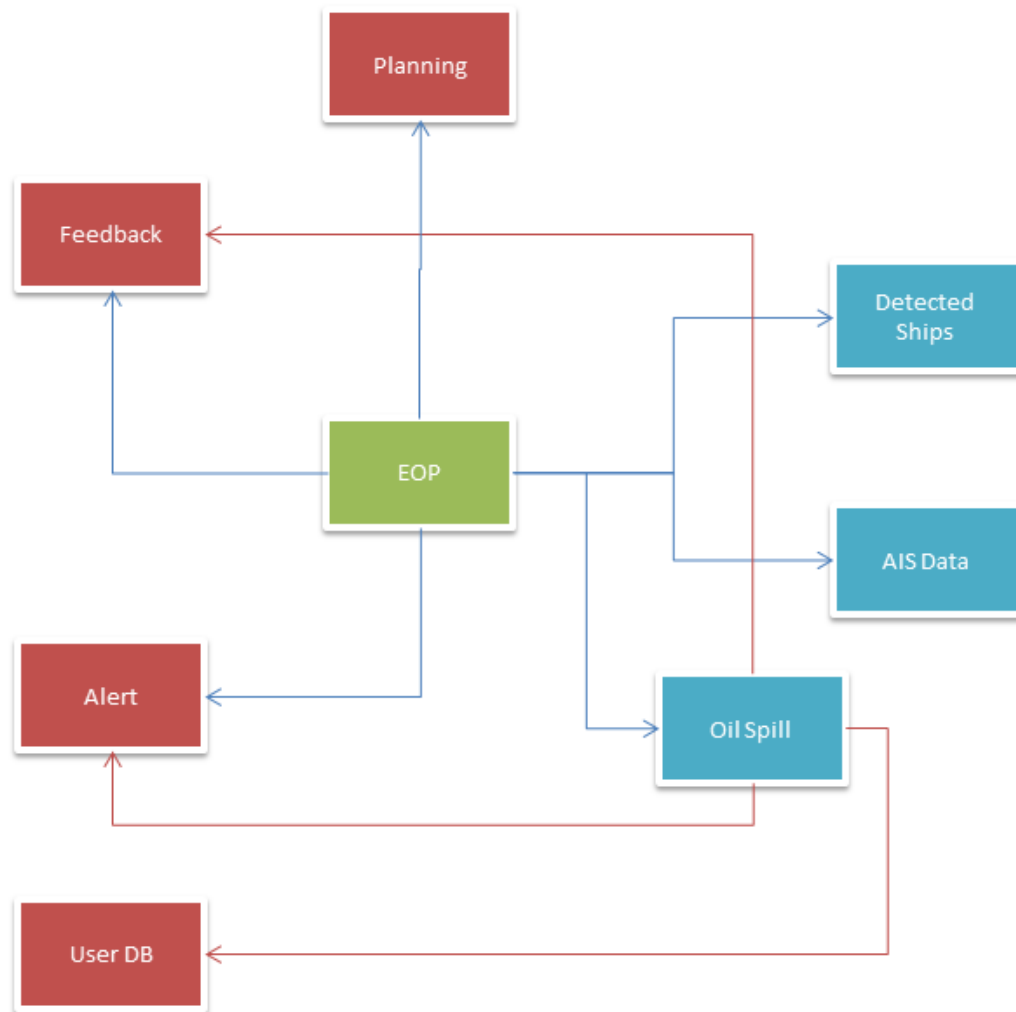 Planning
Feedback
Detected
Ships
EOP
AIS Data
Alert
Oil Spill
User DB